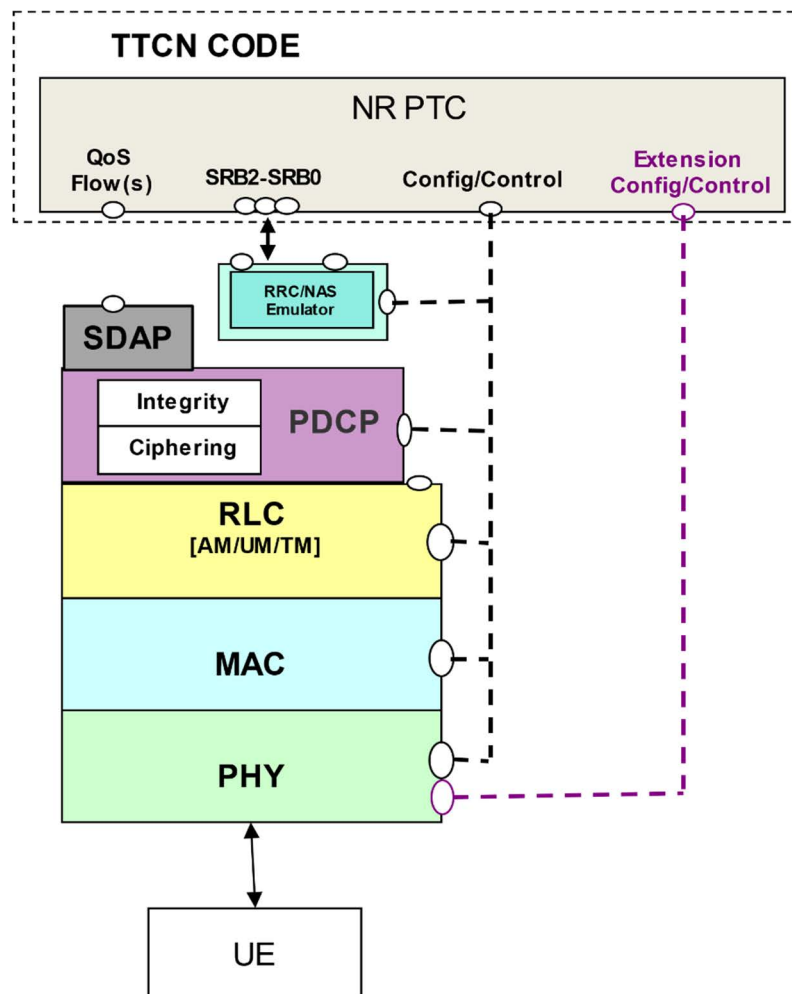 TTCN CODE
NR PTC
QoS
Flow(s)
SRB2-SRB0
Config/Control
Extension
Config/Control
RRC/NAS
Emulator
SDAP
Integrity
Ciphering
PDCP
RLC
[AM/UM/TM]
MAC
PHY
UE